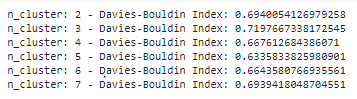 n_cluster: 2 - Davies-Bouldin Index: 0.6940054126979258
n_cluster: 3 - Davies-Bouldin Index: 0.7197667338172545
n_cluster: 4 - Davies-Bouldin Index: 0.667612684386071
n_cluster: 5 - Davies-Bouldin Index: 0.6335833825980901
n_cluster: 6 - Davies-Bouldin Index: 0.6643580766935561
n_cluster: 7 - Davies-Bouldin Index: 0.6939418048704551